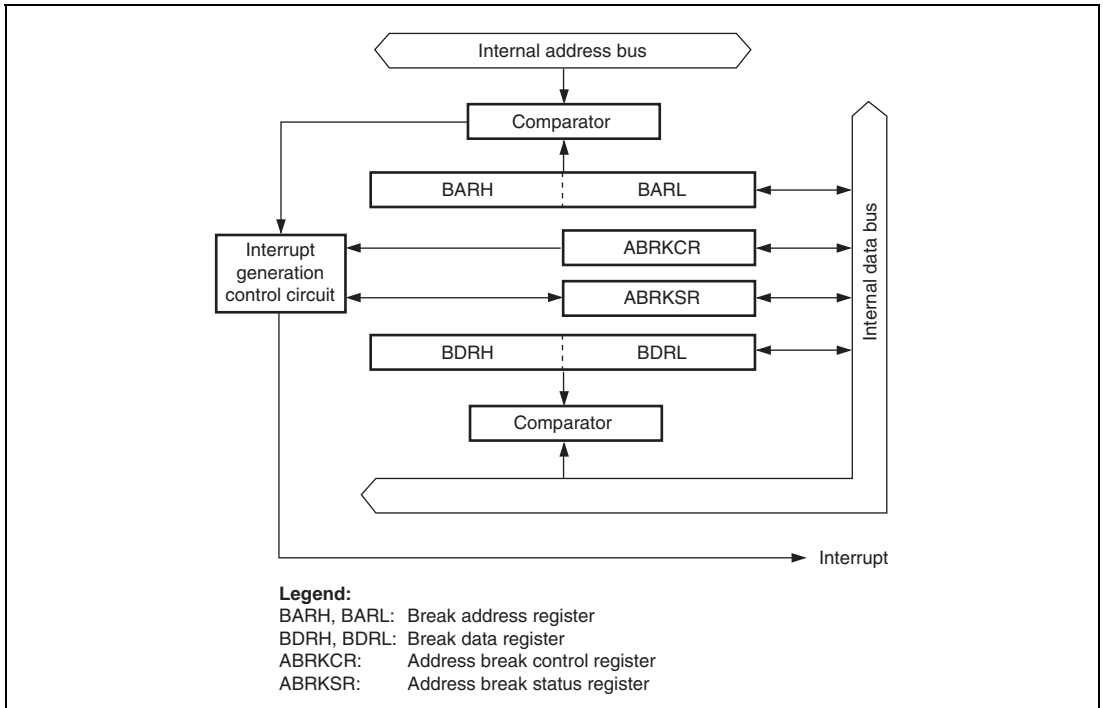 Internal address bus
Comparator
BARH BARL
Internal data bus
Interrupt
generation
control circuit
ABRKCR
ABRKSR
BDRH BDRL
Comparator
Interrupt
Legend:
BARH, BARL: Break address register
BDRH, BDRL: Break data register
ABRKCR: Address break control register
ABRKSR: Address break status register